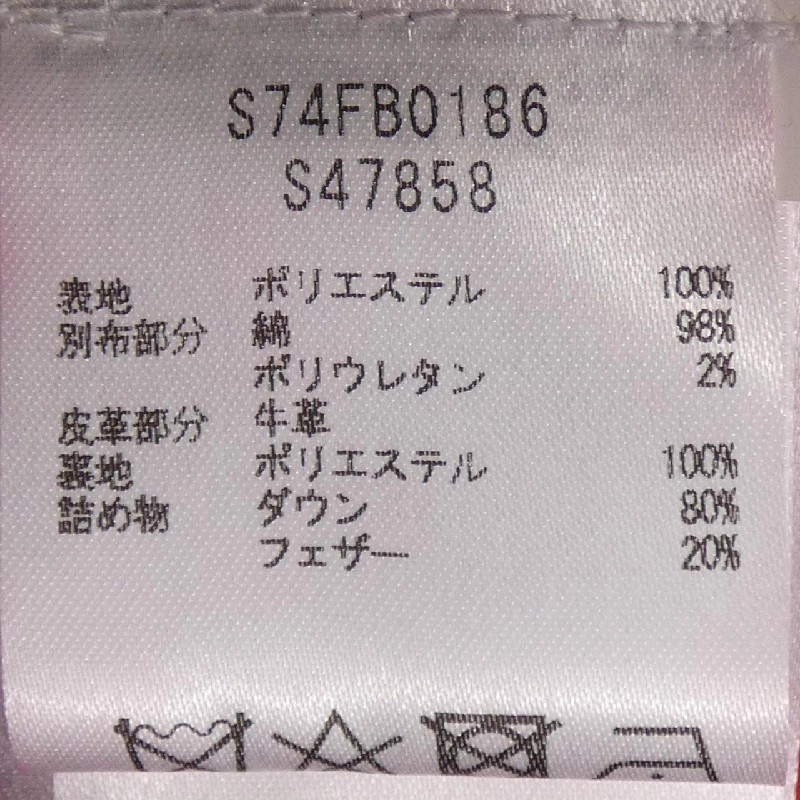 S74FB0186
S47858
表地 ポリエステル 100%
別布部分 綿 98%
ポリウレタン 2%
皮革部分 牛革
裏地 ポリエステル 100%
詰め物 ダウン 80%
フェザー 20%